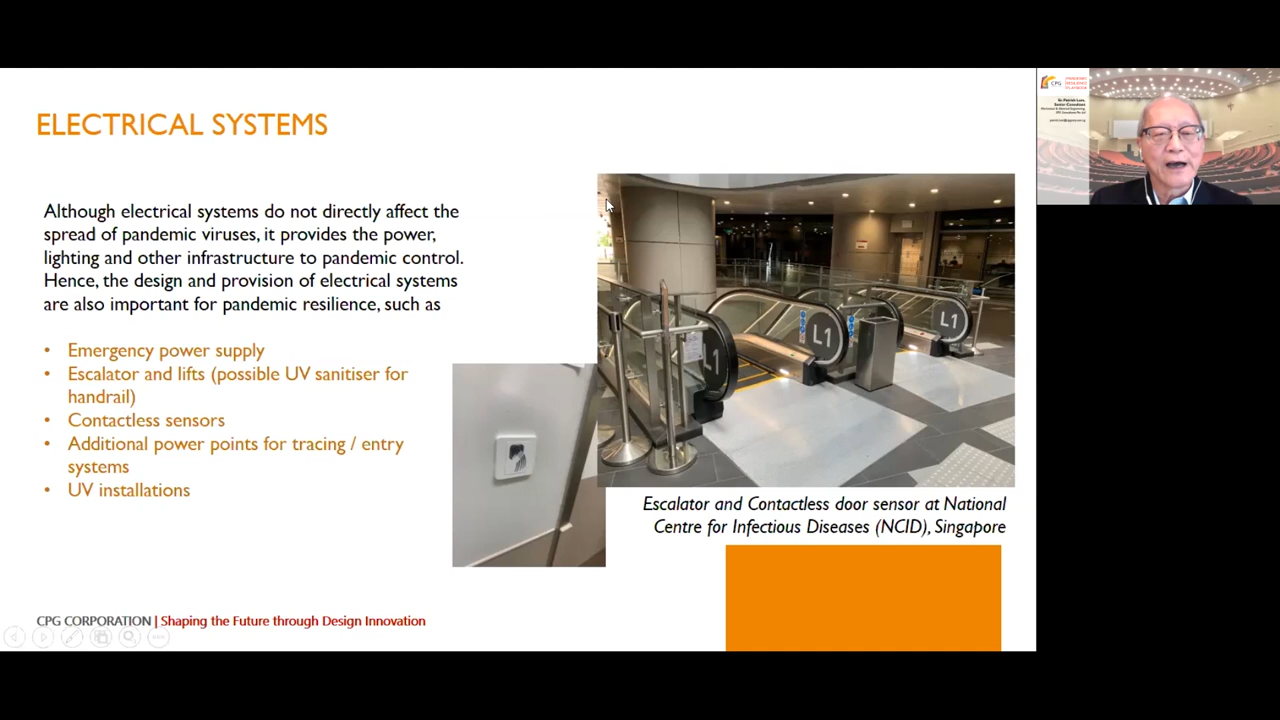 ELECTRICAL SYSTEMS
Although electrical systems do not directly affect the
spread of pandemic viruses, it provides the power,
lighting and other infrastructure to pandemic control.
Hence, the design and provision of electrical systems
are also important for pandemic resilience, such as
• Emergency power supply
• Escalator and lifts (possible UV sanitiser for
handrail)
• Contactless sensors
• Additional power points for tracing / entry
systems
• UV installations
L1
L1
L1
Escalator and Contactless door sensor at National
Centre for Infectious Diseases (NCID), Singapore
CPG CORPORATION | Shaping the Future through Design Innovation
CPG
PANDEMIC
RESILIENCE
PLAYBOOK